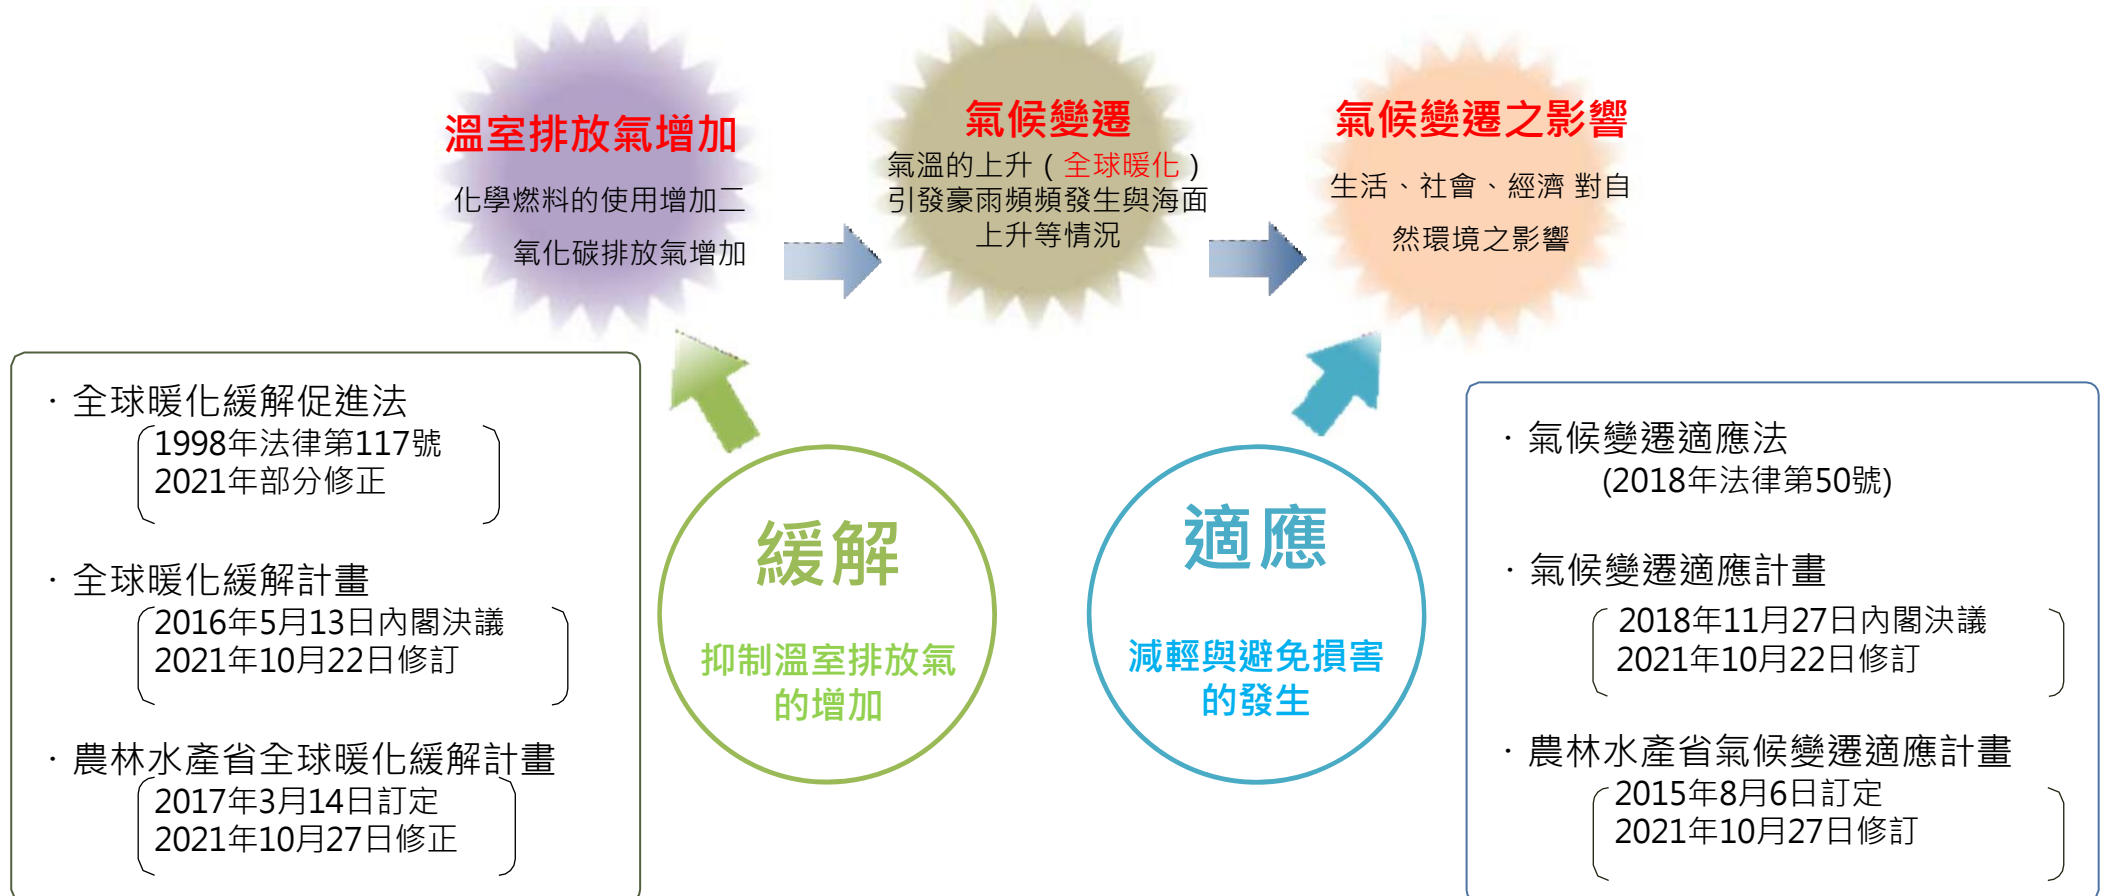 溫室排放氣增加
化學燃料的使用增加二
氧化碳排放氣增加
氣候變遷
氣溫的上升（全球暖化）
引發豪雨頻頻發生與海面
上升等情況
氣候變遷之影響
生活、社會、經濟 對自
然環境之影響
．全球暖化緩解促進法
1998年法律第117號
2021年部分修正
．全球暖化緩解計畫
2016年5月13日內閣決議
2021年10月22日修訂
．農林水產省全球暖化緩解計畫
2017年3月14日訂定
2021年10月27日修正
緩解
抑制溫室排放氣
的增加
適應
減輕與避免損害
的發生
．氣候變遷適應法
(2018年法律第50號)
．氣候變遷適應計畫
2018年11月27日內閣決議
2021年10月22日修訂
．農林水產省氣候變遷適應計畫
2015年8月6日訂定
2021年10月27日修訂